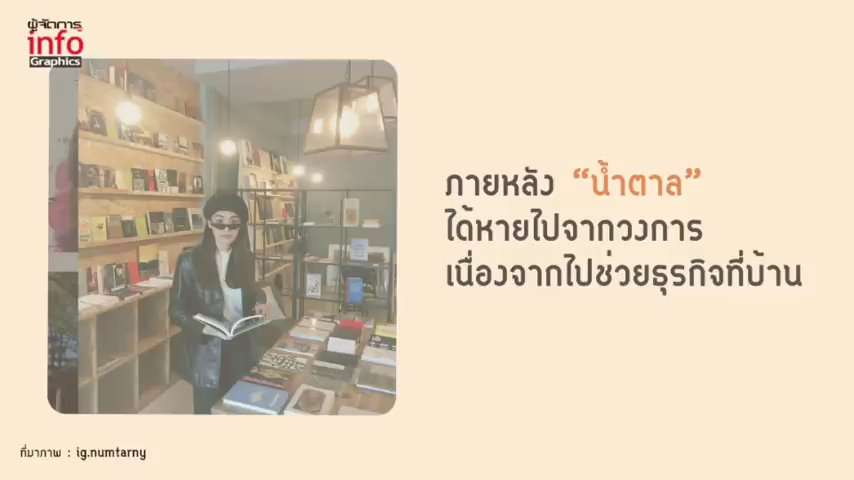 ผู้จัดการ
info
Graphics
ภายหลัง “น้ำตาล”
ได้หายไปจากวงการ
เนื่องจากไปช่วยธุรกิจที่บ้าน
ที่มาภาพ : ig.numtarny